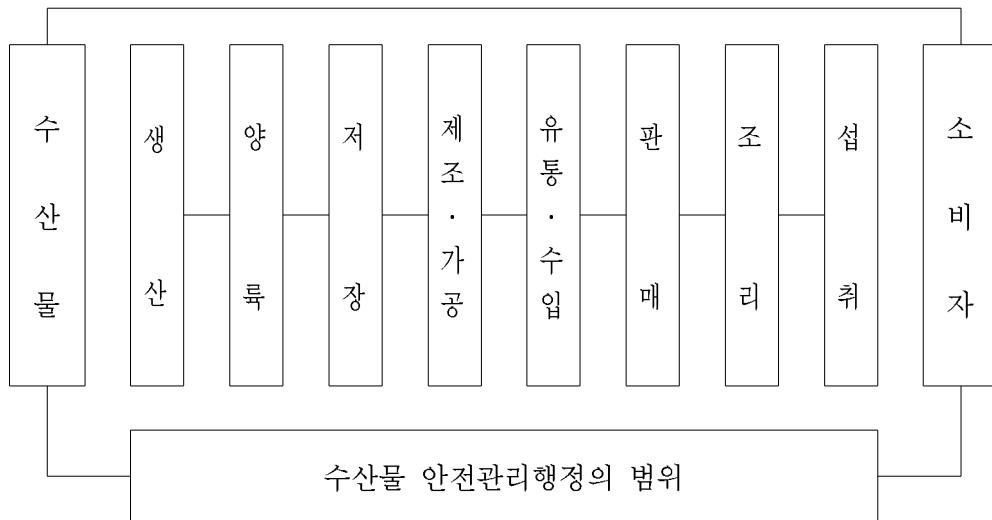 수산물
생산
양륙
저장
제조·가공
유통·수입
판매
조리
섭취
소비자
수산물 안전관리행정의 범위